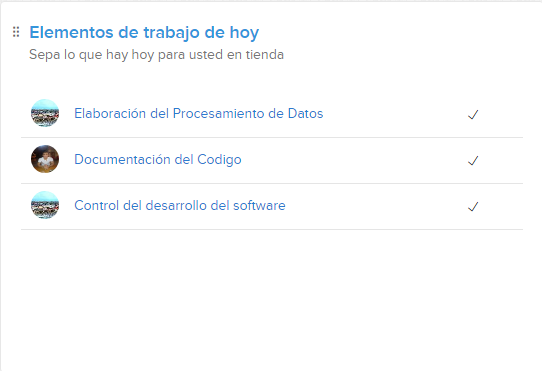 Elementos de trabajo de hoy
Sepa lo que hay hoy para usted en tienda
Elaboración del Procesamiento de Datos
Documentación del Codigo
Control del desarrollo del software